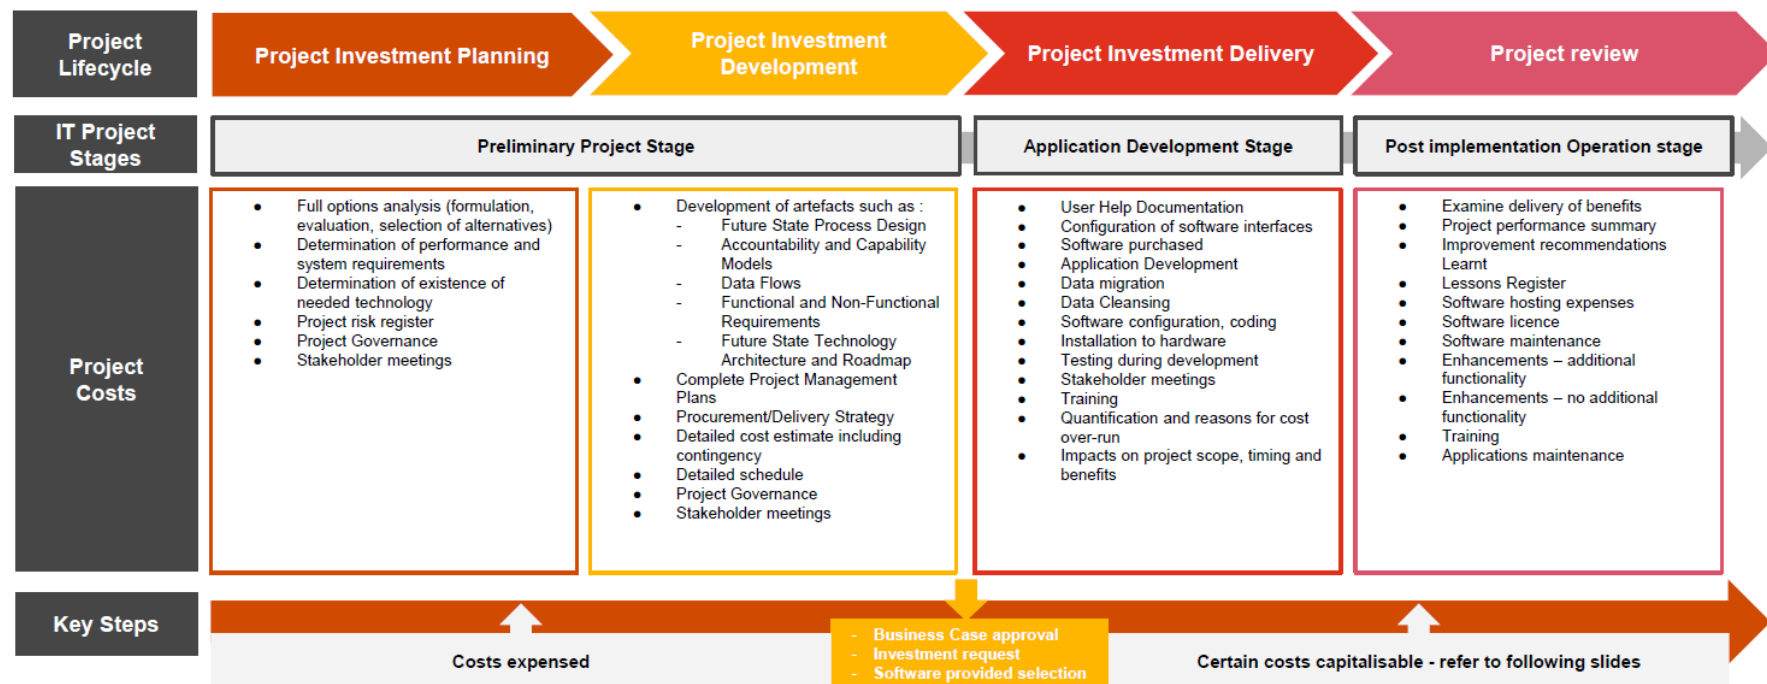 Project
Lifecycle
Project Investment Planning
Project Investment
Development
Project Investment Delivery
Project review
IT Project
Stages
Preliminary Project Stage
Application Development Stage
Post implementation Operation stage
Project
Costs
● Full options analysis (formulation,
evaluation, selection of alternatives)
● Determination of performance and
system requirements
● Determination of existence of
needed technology
● Project risk register
● Project Governance
● Stakeholder meetings
● Development of artefacts such as :
- Future State Process Design
- Accountability and Capability
Models
- Data Flows
- Functional and Non-Functional
Requirements
- Future State Technology
Architecture and Roadmap
● Complete Project Management
Plans
● Procurement/Delivery Strategy
● Detailed cost estimate including
contingency
● Detailed schedule
● Project Governance
● Stakeholder meetings
● User Help Documentation
● Configuration of software interfaces
● Software purchased
● Application Development
● Data migration
● Data Cleansing
● Software configuration, coding
● Installation to hardware
● Testing during development
● Stakeholder meetings
● Training
● Quantification and reasons for cost
over-run
● Impacts on project scope, timing and
benefits
● Examine delivery of benefits
● Project performance summary
● Improvement recommendations
Learnt
● Lessons Register
● Software hosting expenses
● Software licence
● Software maintenance
● Enhancements – additional
functionality
● Enhancements – no additional
functionality
● Training
● Applications maintenance
Key Steps
Costs expensed
- Business Case approval
- Investment request
- Software provided selection
Certain costs capitalisable - refer to following slides